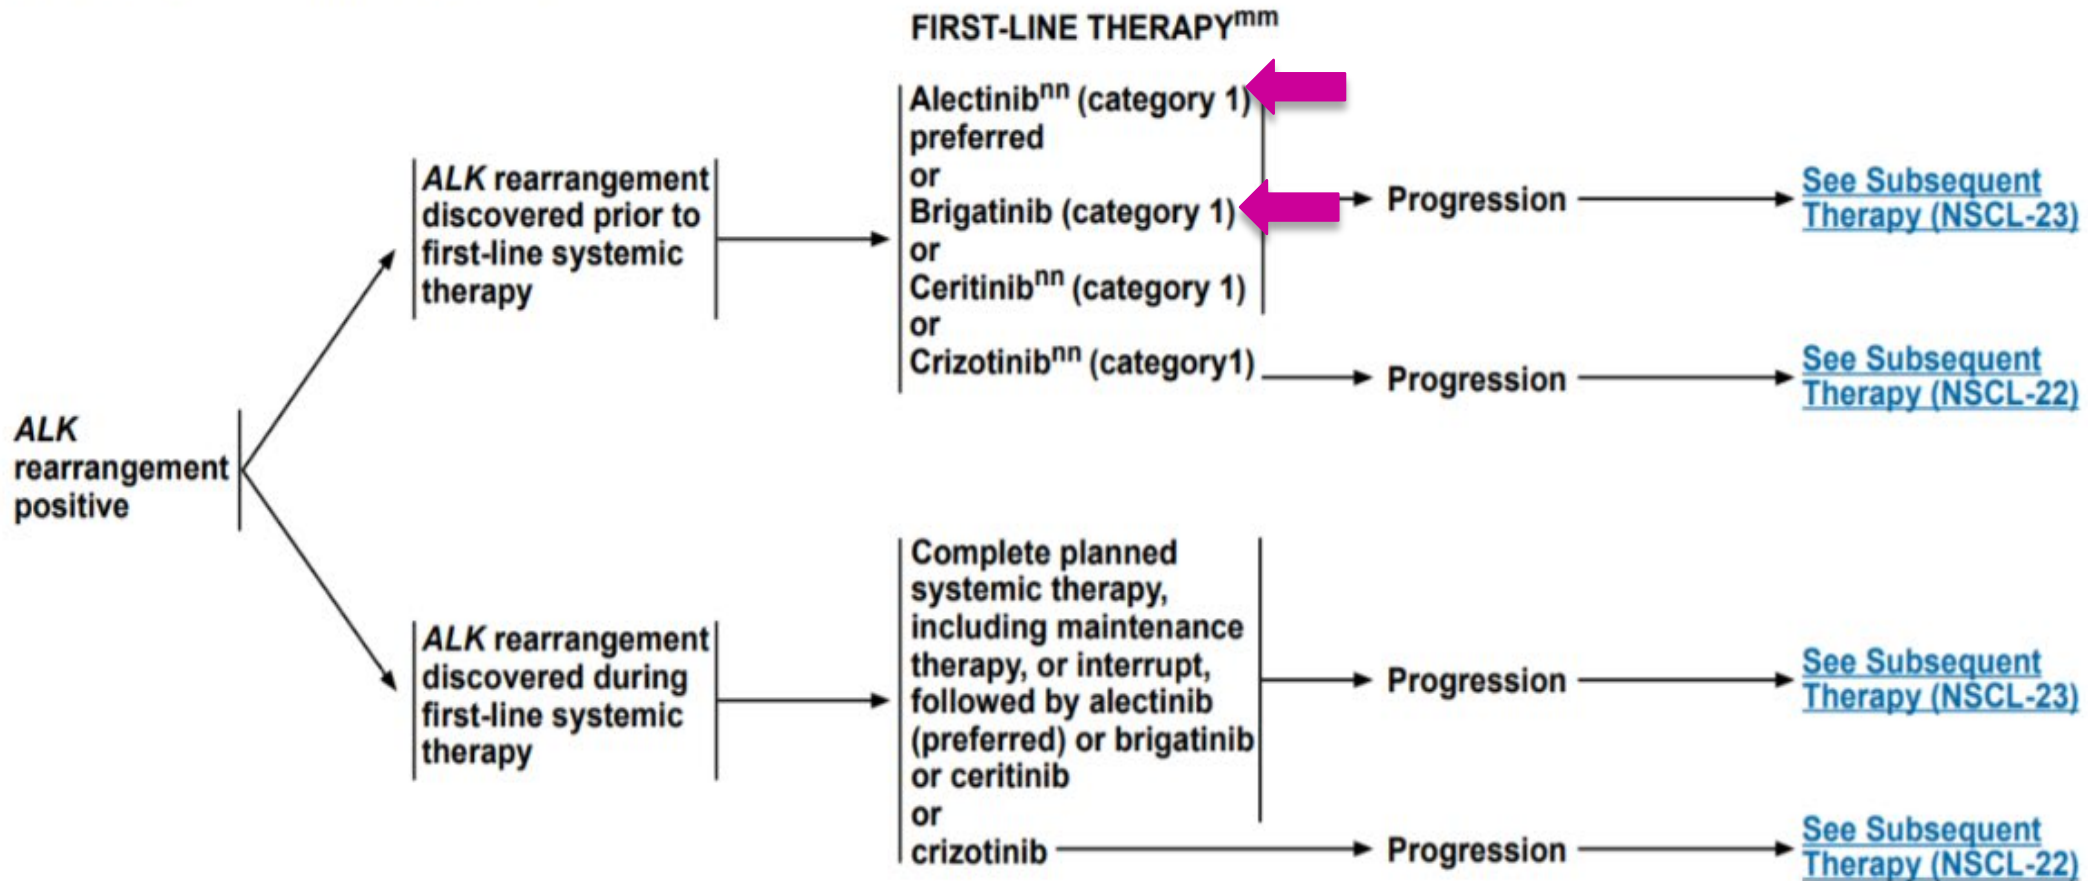 FIRST-LINE THERAPYmm
ALK
rearrangement
positive
ALK rearrangement
discovered prior to
first-line systemic
therapy
Alectinibnn (category 1)
preferred
or
Brigatinib (category 1)
or
Ceritinibnn (category 1)
or
Crizotinibnn (category1)
Progression
See Subsequent
Therapy (NSCL-23)
Progression
See Subsequent
Therapy (NSCL-22)
ALK rearrangement
discovered during
first-line systemic
therapy
Complete planned
systemic therapy,
including maintenance
therapy, or interrupt,
followed by alectinib
(preferred) or brigatinib
or ceritinib
or
crizotinib
Progression
See Subsequent
Therapy (NSCL-23)
Progression
See Subsequent
Therapy (NSCL-22)